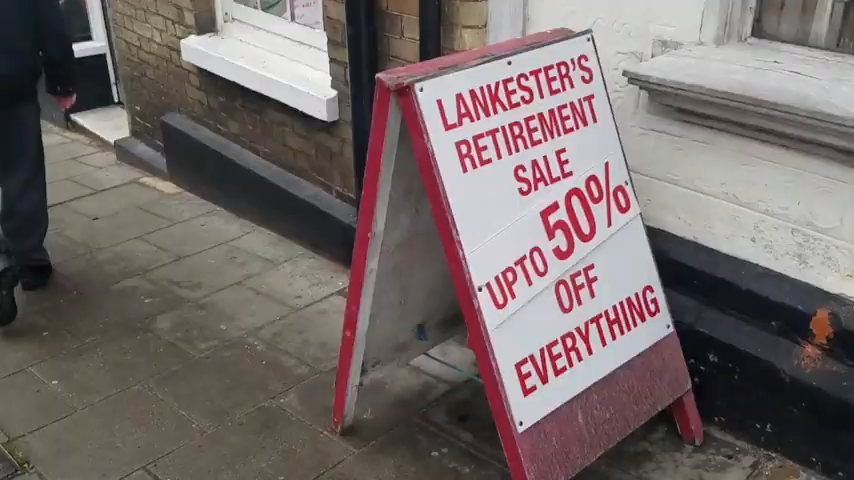 LANKESTER'S
RETIREMENT
SALE
UPTO 50%
OFF
EVERYTHING